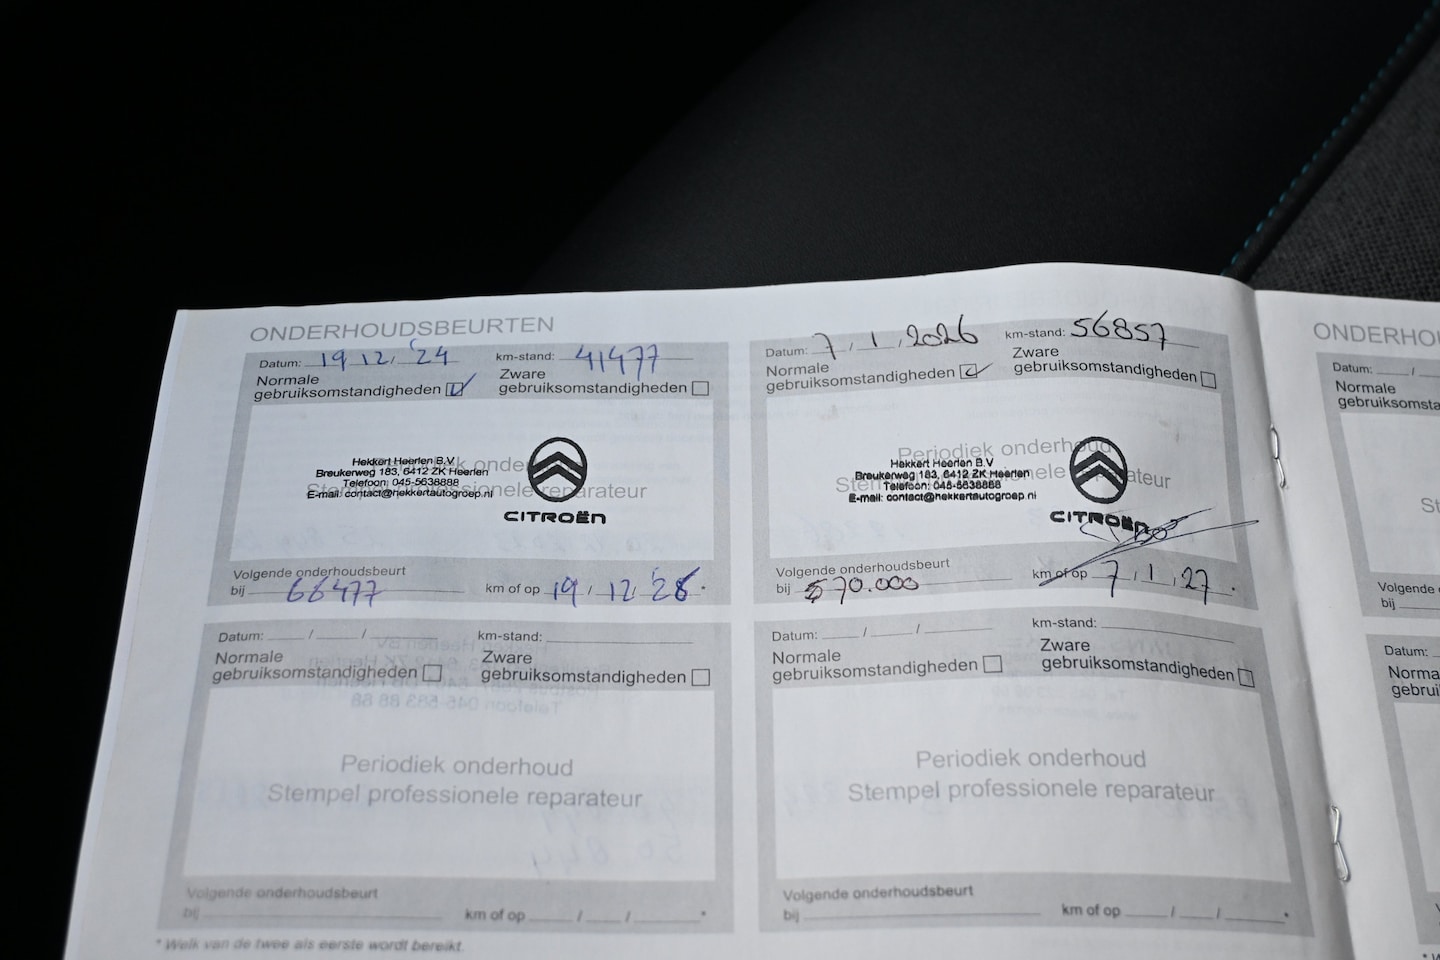 ONDERHOUDSBEURTEN
Datum: 19 / 12 / '24 km-stand: 41477
Normale gebruiksomstandigheden
Zware gebruiksomstandigheden
Hekkert Heerlen B.V
Breukerweg 183, 6412 ZK Heerlen
Telefoon: 045-5638888
E-mail: contact@hekkertautogroep.nl
CITROËN
reparateur
Volgende onderhoudsbeurt
bij 66477 km of op 19 / 12 /
Datum: 7 / 1 / 2026 km-stand: 56857
Normale gebruiksomstandigheden
Zware gebruiksomstandigheden
Periodiek onderhoud
Hekkert Heerlen B.V
Breukerweg 183, 6412 ZK Heerlen
Telefoon: 045-5638888
E-mail: contact@hekkertautogroep.nl
CITROËN
Volgende onderhoudsbeurt
bij 70.000 km of op 7 / 1 / 27 *
Datum: / / km-stand:
Normale gebruiksomstandigheden
Zware gebruiksomstandigheden
Periodiek onderhoud
Stempel professionele reparateur
Volgende onderhoudsbeurt
bij km of op / / *
Datum: / / km-stand:
Normale gebruiksomstandigheden
Zware gebruiksomstandigheden
Periodiek onderhoud
Stempel professionele reparateur
Volgende onderhoudsbeurt
bij km of op / / *
* Welk van de twee als eerste wordt bereikt.
Datum:
Normale
Volgende
bij
Datum:
Normale